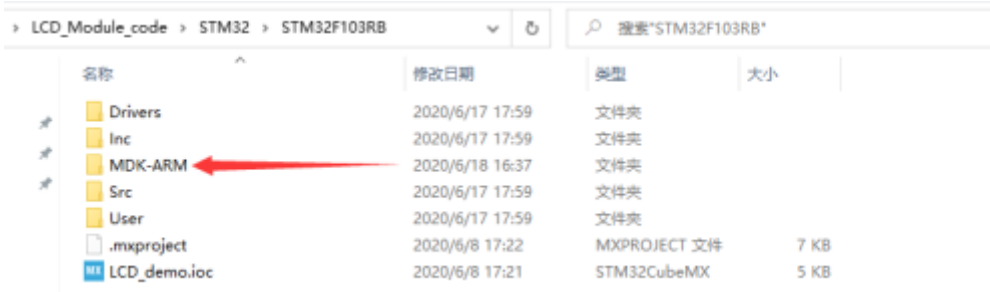 > LCD_Module_code > STM32 > STM32F103RB 搜索"STM32F103RB"
名称 修改日期 类型 大小
Drivers 2020/6/17 17:59 文件夹
Inc 2020/6/17 17:59 文件夹
MDK-ARM 2020/6/18 16:37 文件夹
Src 2020/6/17 17:59 文件夹
User 2020/6/17 17:59 文件夹
.mxproject 2020/6/8 17:22 MXPROJECT 文件 7 KB
MX LCD_demo.ioc 2020/6/8 17:21 STM32CubeMX 5 KB